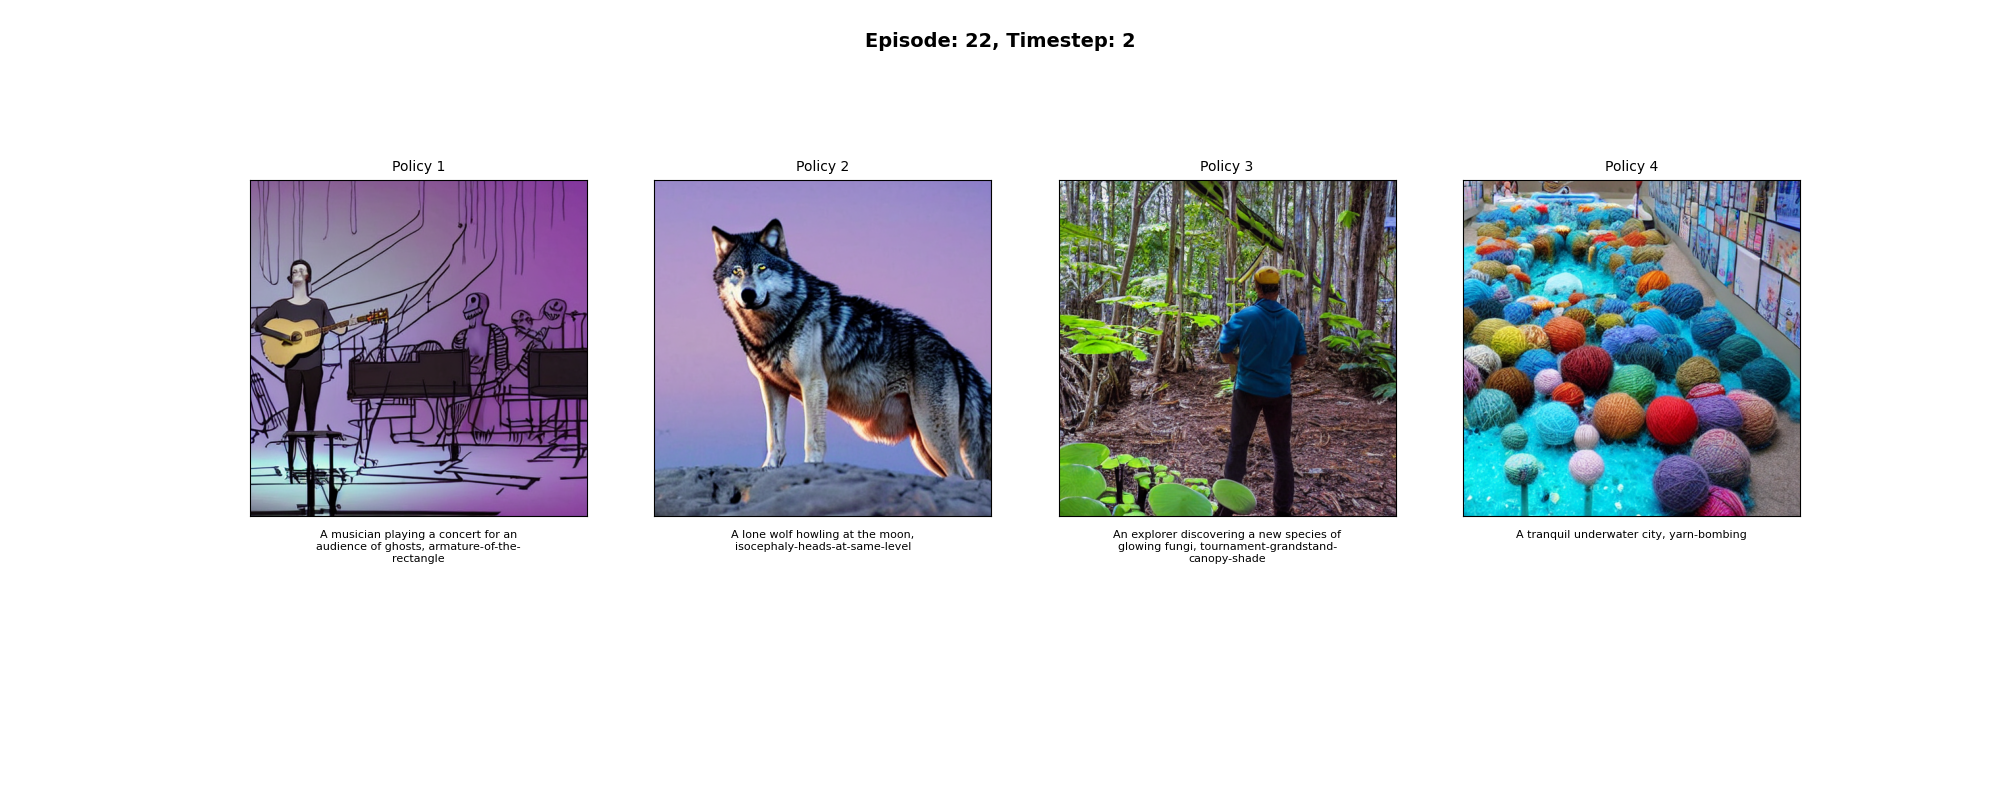 Episode: 22, Timestep: 2
Policy 1
Policy 2
Policy 3
Policy 4
A musician playing a concert for an
audience of ghosts, armature-of-the-
rectangle
A lone wolf howling at the moon,
isocephaly-heads-at-same-level
An explorer discovering a new species of
glowing fungi, tournament-grandstand-
canopy-shade
A tranquil underwater city, yarn-bombing